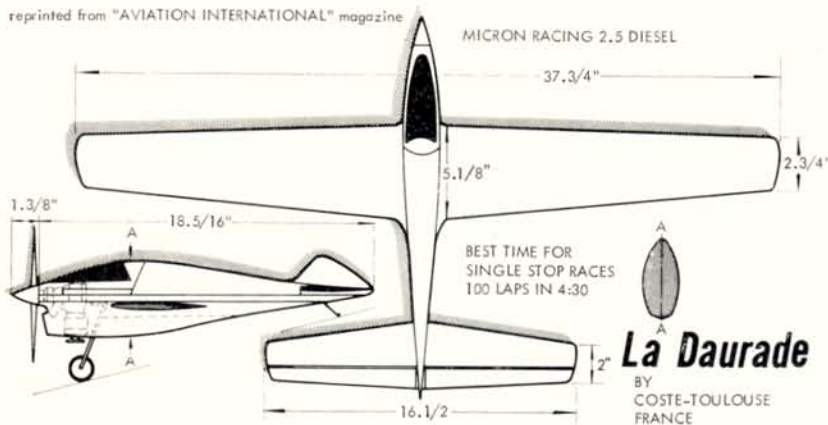 reprinted from "AVIATION INTERNATIONAL" magazine
MICRON RACING 2.5 DIESEL
37.3/4"
5.1/8"
2.3/4"
1.3/8"
18.5/16"
A
A
BEST TIME FOR
SINGLE STOP RACES
100 LAPS IN 4:30
A
A
2"
16.1/2
La Daurade
BY
COSTE-TOULOUSE
FRANCE